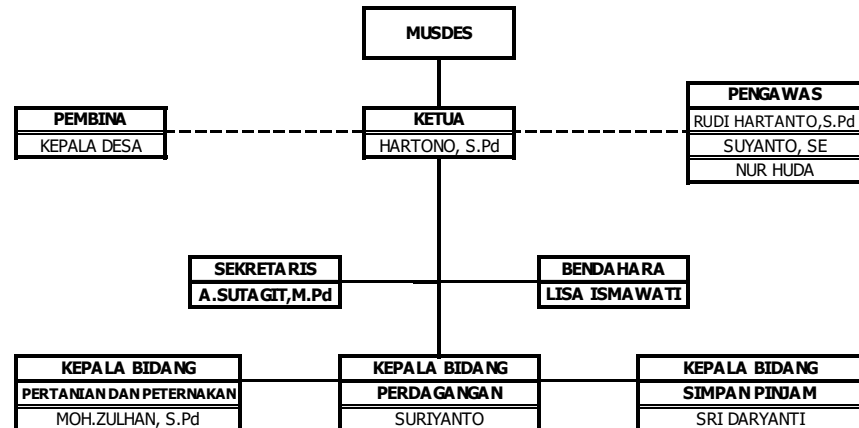 MUSDES
PEMBINA
KEPALA DESA
KETUA
HARTONO, S.Pd
PENGAWAS
RUDI HARTANTO,S.Pd
SUYANTO, SE
NUR HUDA
SEKRETARIS
A.SUTAGIT,M.Pd
BENDAHARA
LISA ISMAWATI
KEPALA BIDANG
PERTANIAN DAN PETERNAKAN
MOH.ZULHAN, S.Pd
KEPALA BIDANG
PERDAGANGAN
SURIYANTO
KEPALA BIDANG
SIMPAN PINJAM
SRI DARYANTI